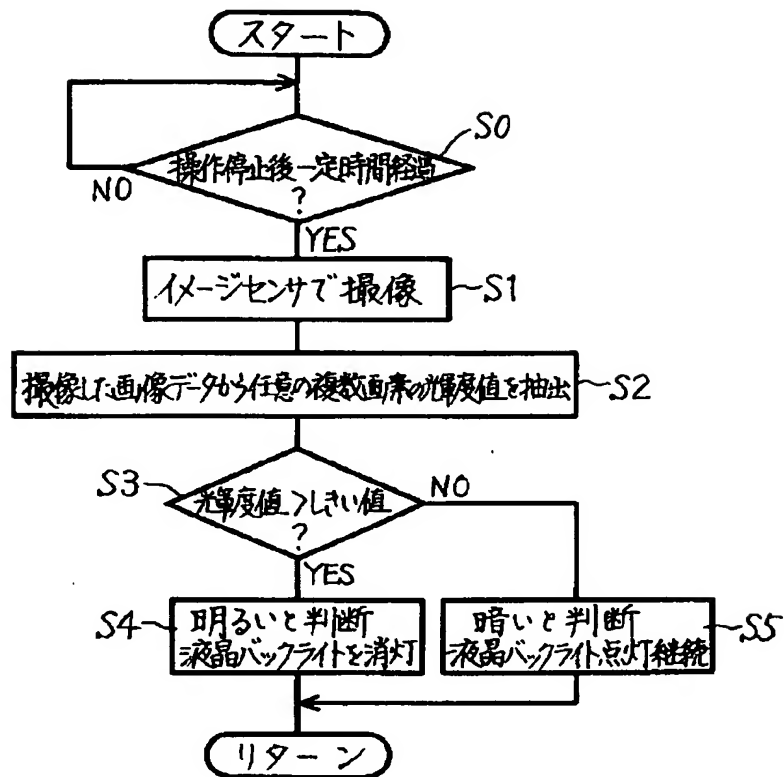 スタート
S0
操作停止後一定時間経過
?
NO
YES
イメージセンサで撮像
S1
撮像した画像データから任意の複数画素の輝度値を抽出
S2
S3
輝度値>しきい値
?
NO
YES
S4
明るいと判断
液晶バックライトを消灯
暗いと判断
液晶バックライト点灯継続
S5
リターン